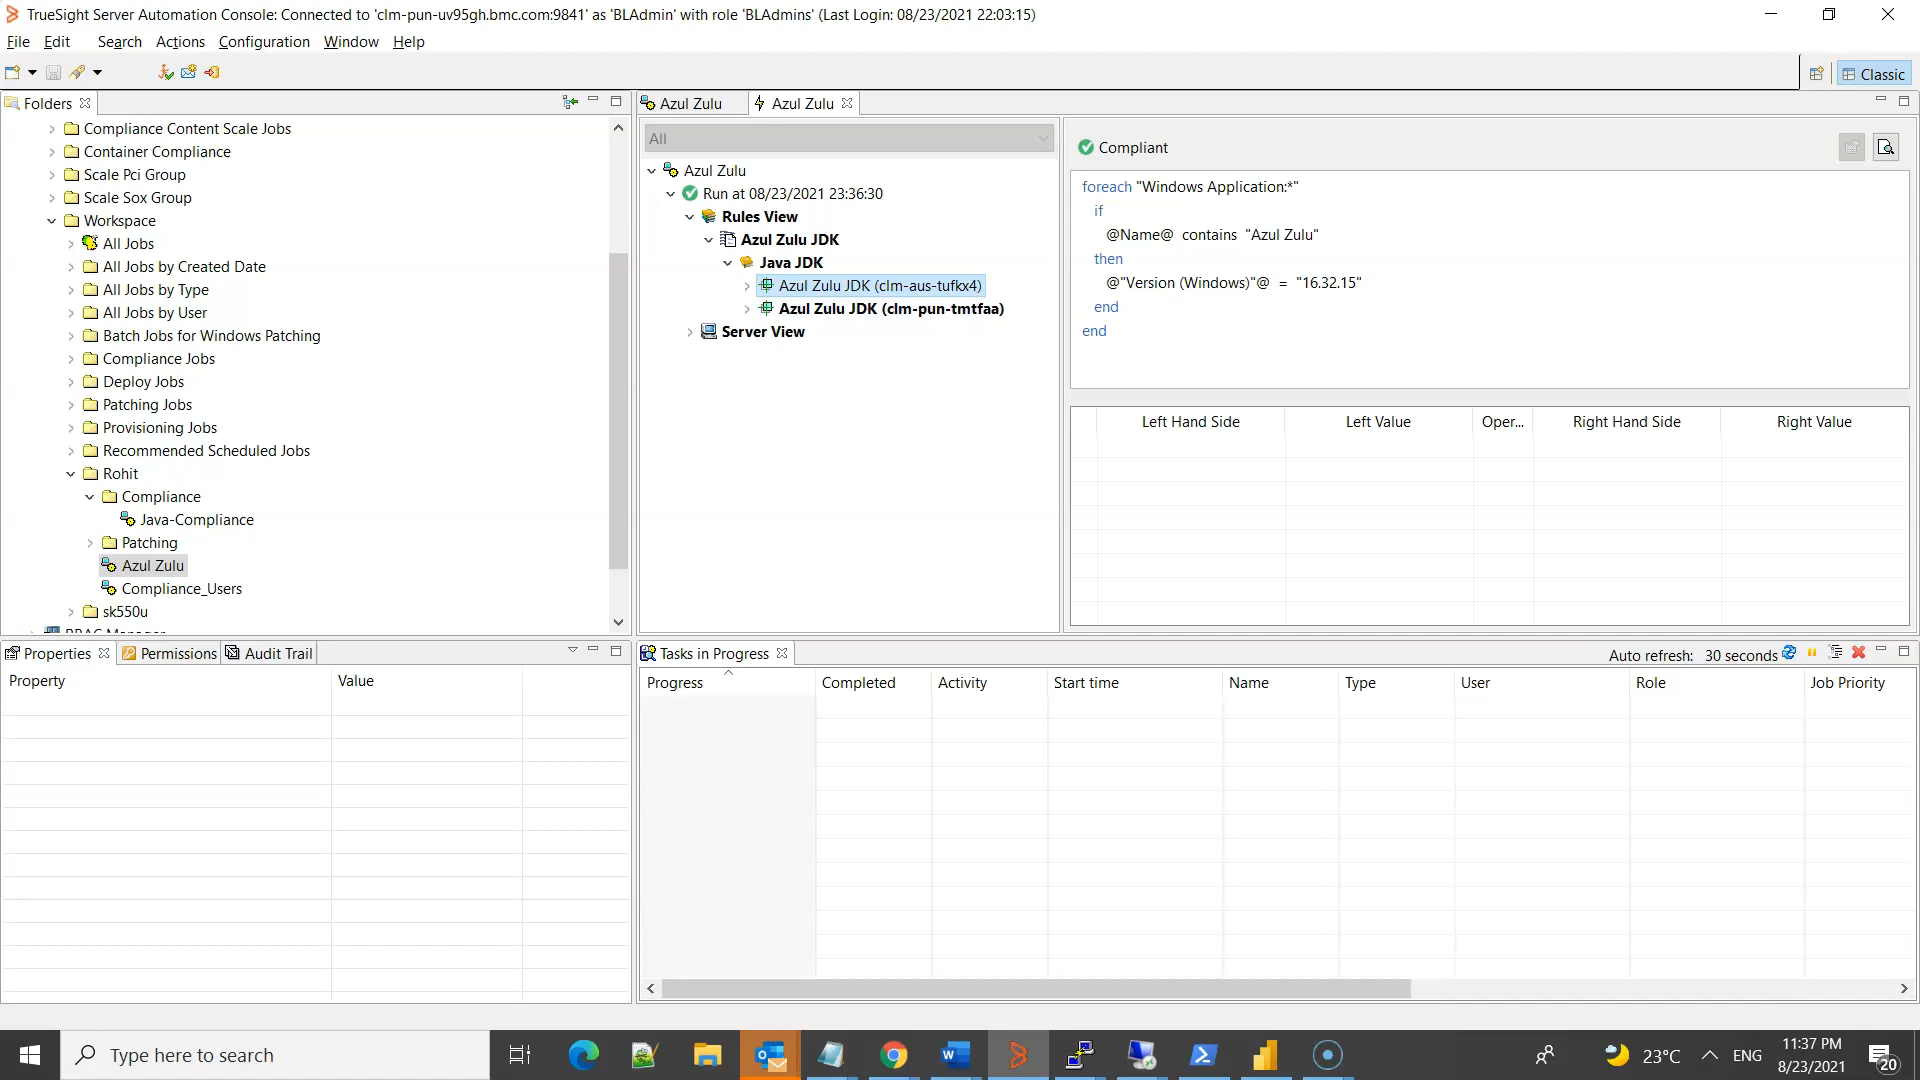 TrueSight Server Automation Console: Connected to 'clm-pun-uv95gh.bmc.com:9841' as 'BLAdmin' with role 'BLAdmins' (Last Login: 08/23/2021 22:03:15)
File Edit Search Actions Configuration Window Help
Classic
Folders
Compliance Content Scale Jobs
Container Compliance
Scale Pci Group
Scale Sox Group
Workspace
All Jobs
All Jobs by Created Date
All Jobs by Type
All Jobs by User
Batch Jobs for Windows Patching
Compliance Jobs
Deploy Jobs
Patching Jobs
Provisioning Jobs
Recommended Scheduled Jobs
Rohit
Compliance
Java-Compliance
Patching
Azul Zulu
Compliance_Users
sk550u
Azul Zulu Azul Zulu
All
Azul Zulu
Run at 08/23/2021 23:36:30
Rules View
Azul Zulu JDK
Java JDK
Azul Zulu JDK (clm-aus-tufkx4)
Azul Zulu JDK (clm-pun-tmtfaa)
Server View
Compliant
foreach "Windows Application:*"
if
@Name@ contains "Azul Zulu"
then
@"Version (Windows)"@ = "16.32.15"
end
end
Left Hand Side Left Value Oper... Right Hand Side Right Value
Properties Permissions Audit Trail
Property Value
Tasks in Progress Auto refresh: 30 seconds
Progress Completed Activity Start time Name Type User Role Job Priority
Type here to search
23°C ENG
11:37 PM
8/23/2021
20